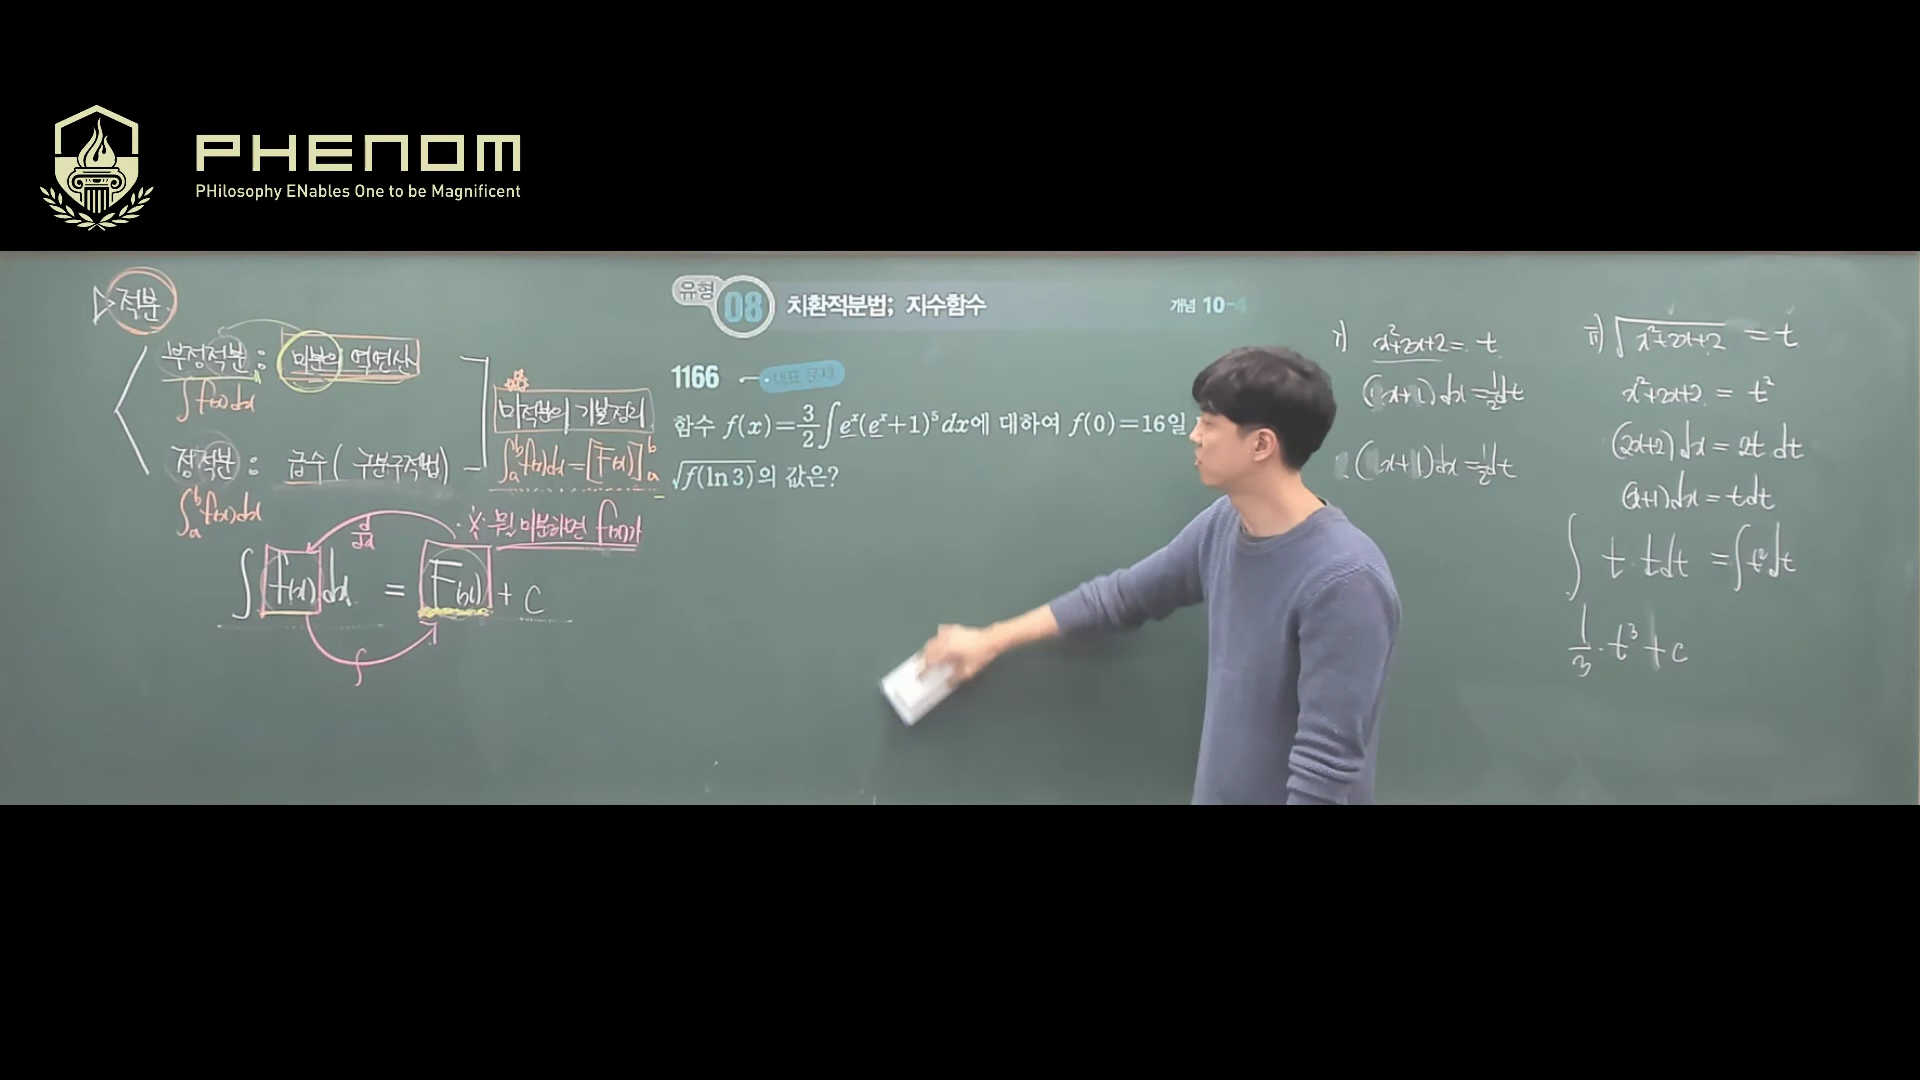 PHENOM
PHilosophy ENables One to be Magnificent
▷적분
부정적분 : 미분의 역연산
∫f(x)dx
정적분 : 급수 ( 구분구적법)
∫ₐᵇf(x)dx
미적분의 기본정리
∫ₐᵇf(x)dx=[F(x)]ₐᵇ
※ 뭘 미분하면 f(x)가
d/dx
∫f(x)dx = F(x) + C
∫
유형 08 치환적분법; 지수함수 개념 10-4
1166 대표 문제
함수 f(x)=3/2∫eˣ(eˣ+1)⁵dx에 대하여 f(0)=16일
√f(ln3)의 값은?
i) x²+2x+2= t
(x+1)dx=½dt
(x+1)dx=½dt
ii) √x²+2x+2 = t
x²+2x+2 = t²
(2x+2)dx = 2t dt
(x+1)dx = tdt
∫ t·tdt =∫t²dt
1/3·t³+c